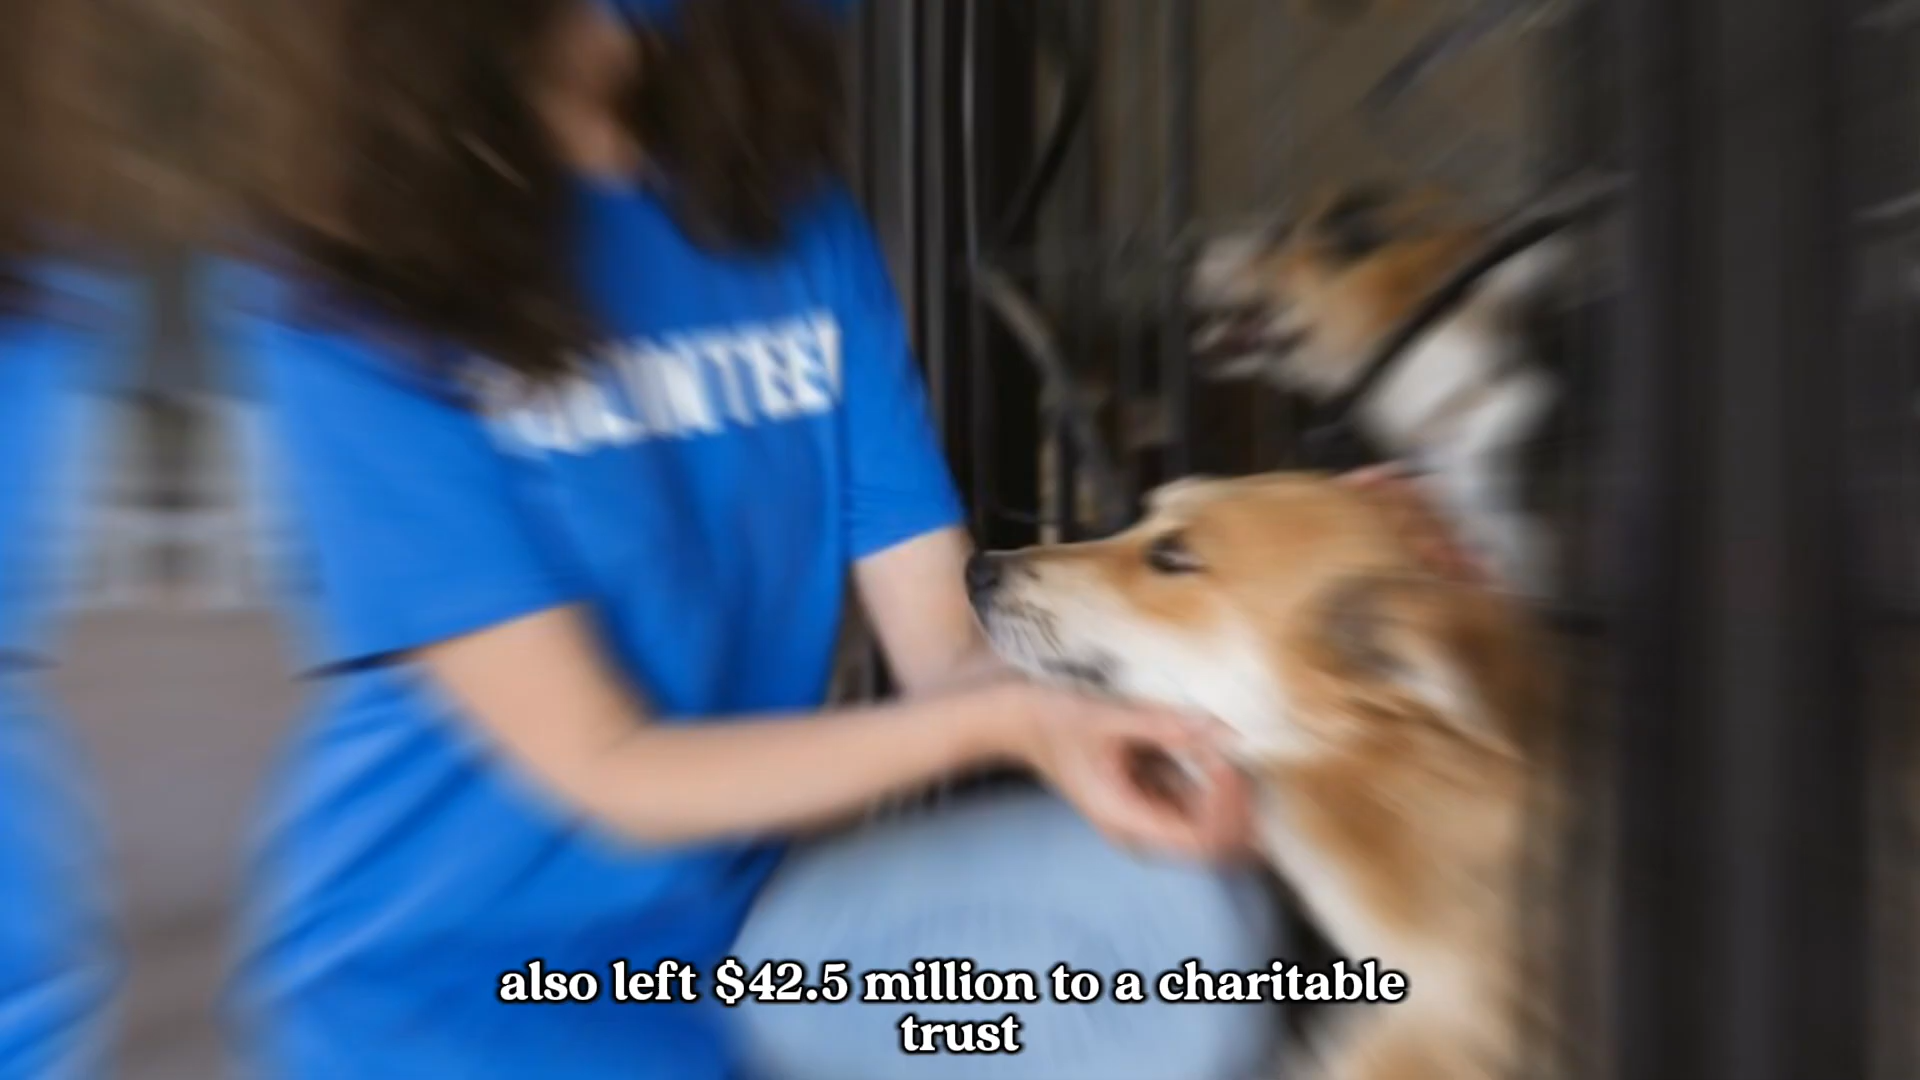 also left $42.5 million to a charitable
trust